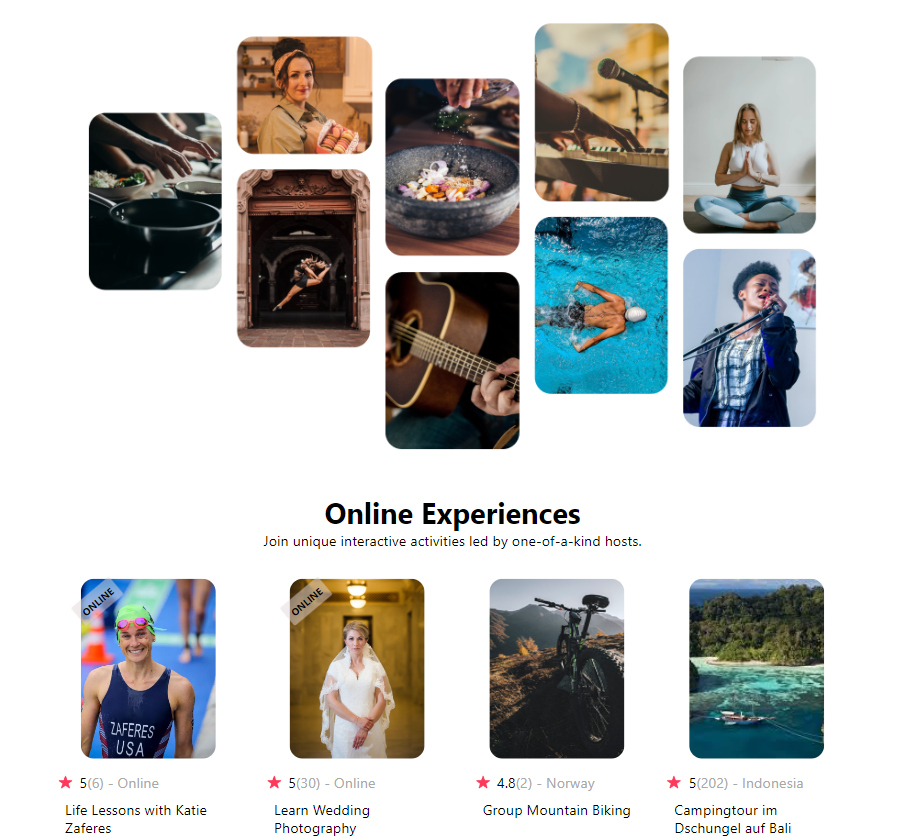 Online Experiences
Join unique interactive activities led by one-of-a-kind hosts.
ONLINE
ONLINE
ZAFERES
USA
5(6) - Online
5(30) - Online
4.8(2) - Norway
5(202) - Indonesia
Life Lessons with Katie
Zaferes
Learn Wedding
Photography
Group Mountain Biking
Campingtour im
Dschungel auf Bali